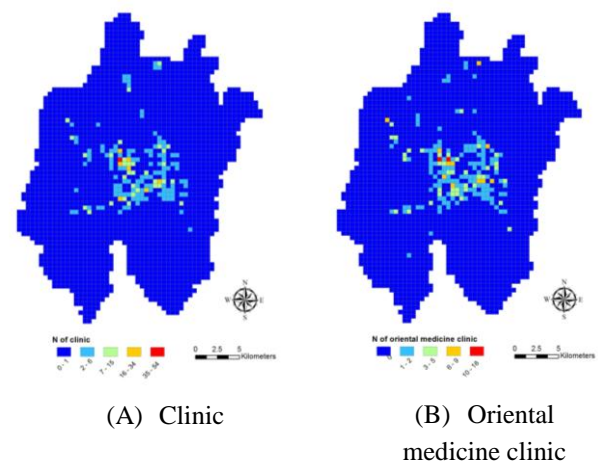 N
W E
S
N
W E
S
N of clinic
0 - 1
2 - 6
7 - 15
16 - 34
35 - 84
0 2.5 5
Kilometers
N of oriental medicine clinic
1 - 2
3 - 5
6 - 9
10 - 16
0 2.5 5
Kilometers
(A) Clinic
(B) Oriental
medicine clinic